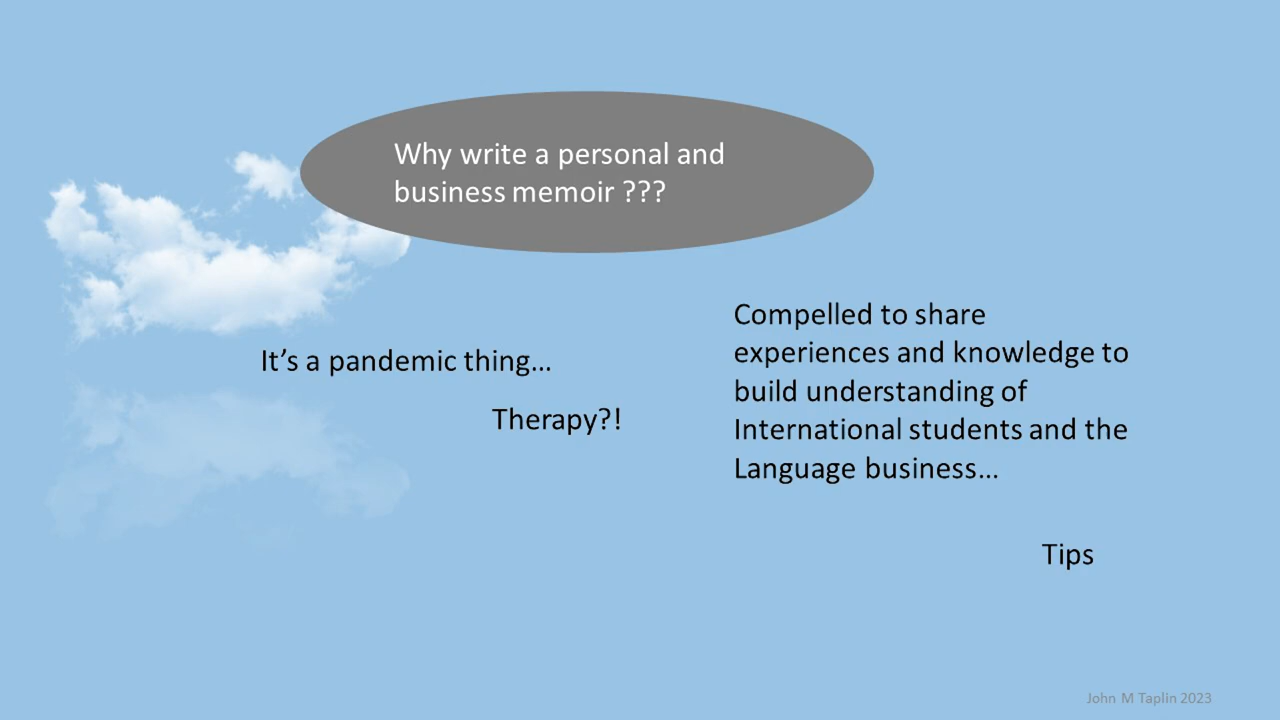 Why write a personal and
business memoir ???
It’s a pandemic thing…
Therapy?!
Compelled to share
experiences and knowledge to
build understanding of
International students and the
Language business…
Tips
John M Taplin 2023